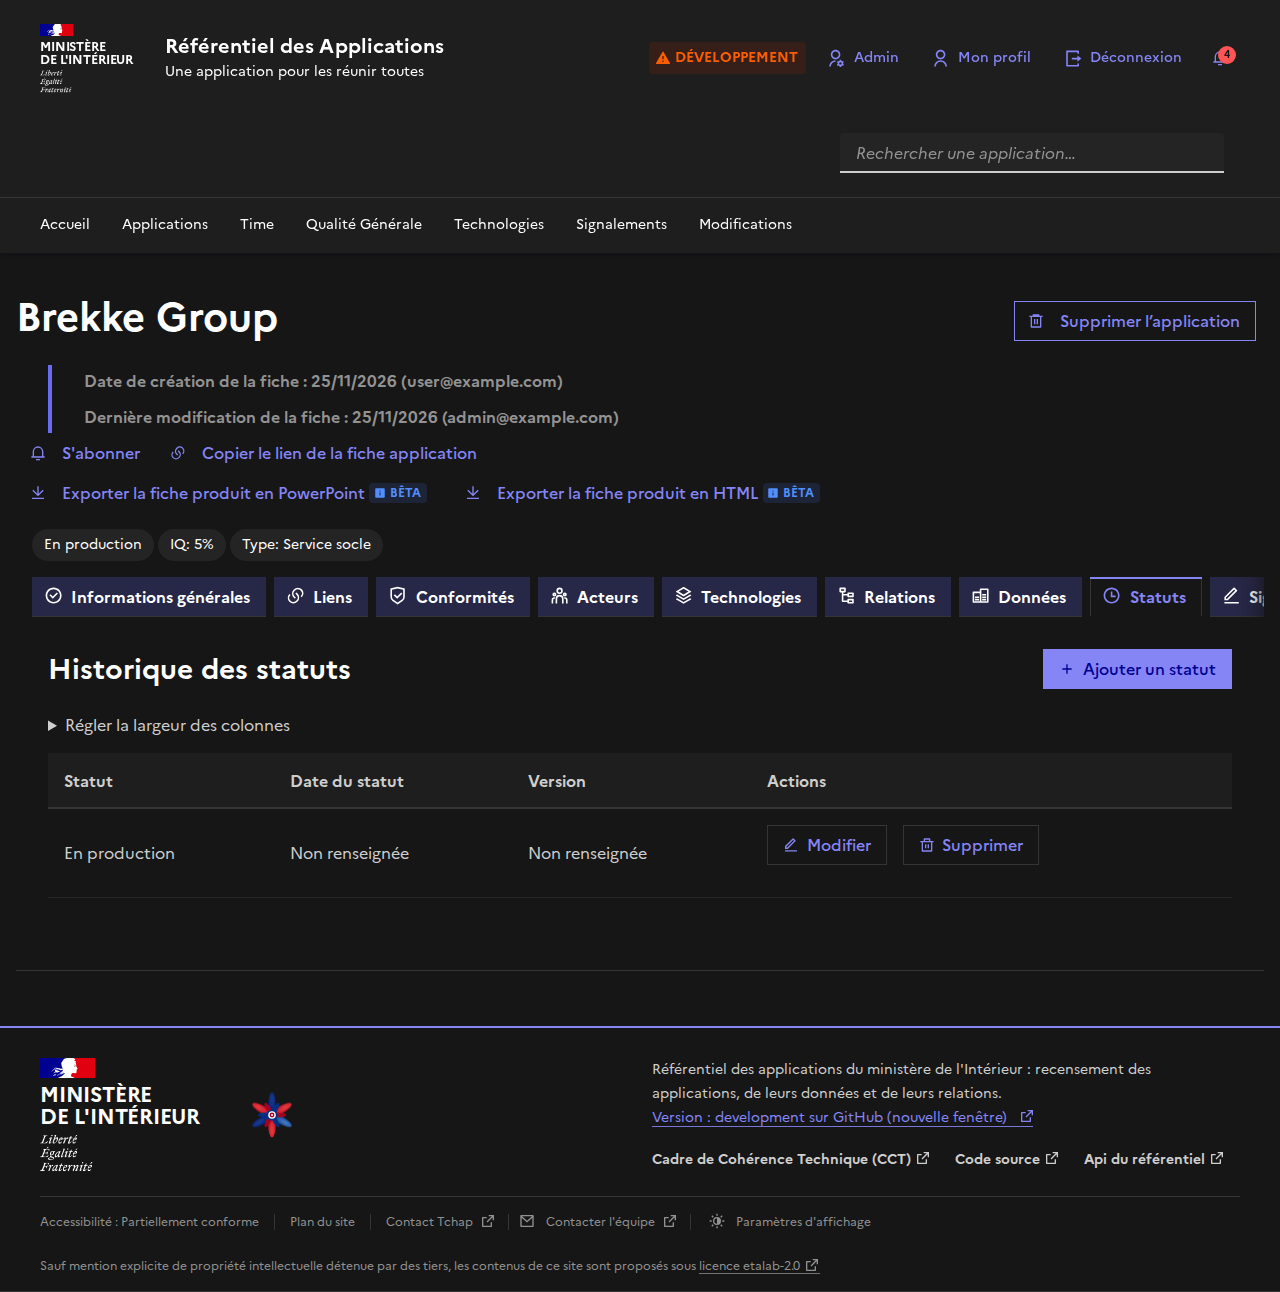 MINISTÈRE
DE L'INTÉRIEUR
Liberté
Égalité
Fraternité
Référentiel des Applications
Une application pour les réunir toutes
DÉVELOPPEMENT
Admin
Mon profil
Déconnexion
4
Rechercher une application…
Accueil
Applications
Time
Qualité Générale
Technologies
Signalements
Modifications
Brekke Group
Supprimer l’application
Date de création de la fiche : 25/11/2026 (user@example.com)
Dernière modification de la fiche : 25/11/2026 (admin@example.com)
S'abonner
Copier le lien de la fiche application
Exporter la fiche produit en PowerPoint
BÊTA
Exporter la fiche produit en HTML
BÊTA
En production
IQ: 5%
Type: Service socle
Informations générales
Liens
Conformités
Acteurs
Technologies
Relations
Données
Statuts
Historique des statuts
Ajouter un statut
Régler la largeur des colonnes
Statut
Date du statut
Version
Actions
En production
Non renseignée
Non renseignée
Modifier
Supprimer
MINISTÈRE
DE L'INTÉRIEUR
Liberté
Égalité
Fraternité
Référentiel des applications du ministère de l'Intérieur : recensement des
applications, de leurs données et de leurs relations.
Version : development sur GitHub (nouvelle fenêtre)
Cadre de Cohérence Technique (CCT)
Code source
Api du référentiel
Accessibilité : Partiellement conforme
Plan du site
Contact Tchap
Contacter l'équipe
Paramètres d'affichage
Sauf mention explicite de propriété intellectuelle détenue par des tiers, les contenus de ce site sont proposés sous licence etalab-2.0